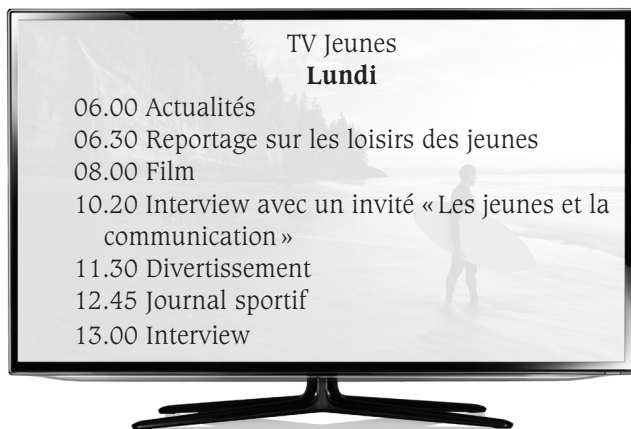 TV Jeunes
Lundi
06.00 Actualités
06.30 Reportage sur les loisirs des jeunes
08.00 Film
10.20 Interview avec un invité « Les jeunes et la
communication »
11.30 Divertissement
12.45 Journal sportif
13.00 Interview